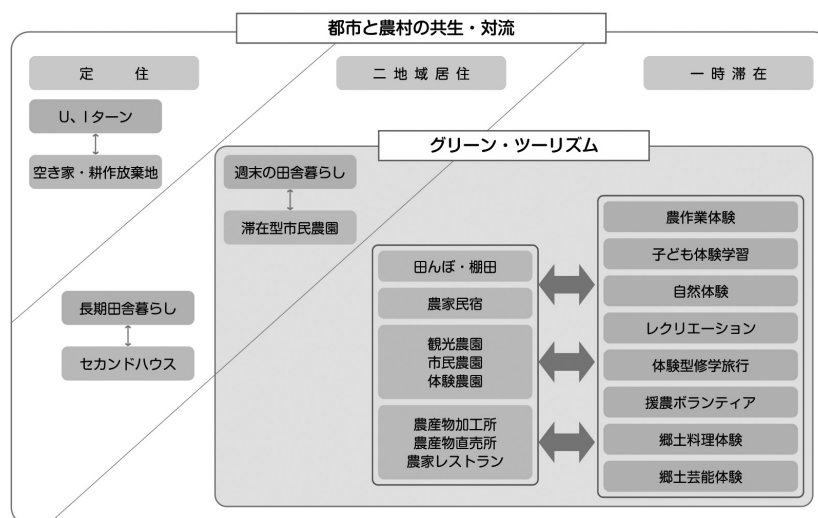 都市と農村の共生・対流
定住
二地域居住
一時滞在
U、Iターン
空き家・耕作放棄地
グリーン・ツーリズム
週末の田舎暮らし
滞在型市民農園
長期田舎暮らし
セカンドハウス
田んぼ・棚田
農家民宿
観光農園
市民農園
体験農園
農産物加工所
農産物直売所
農家レストラン
農作業体験
子ども体験学習
自然体験
レクリエーション
体験型修学旅行
援農ボランティア
郷土料理体験
郷土芸能体験